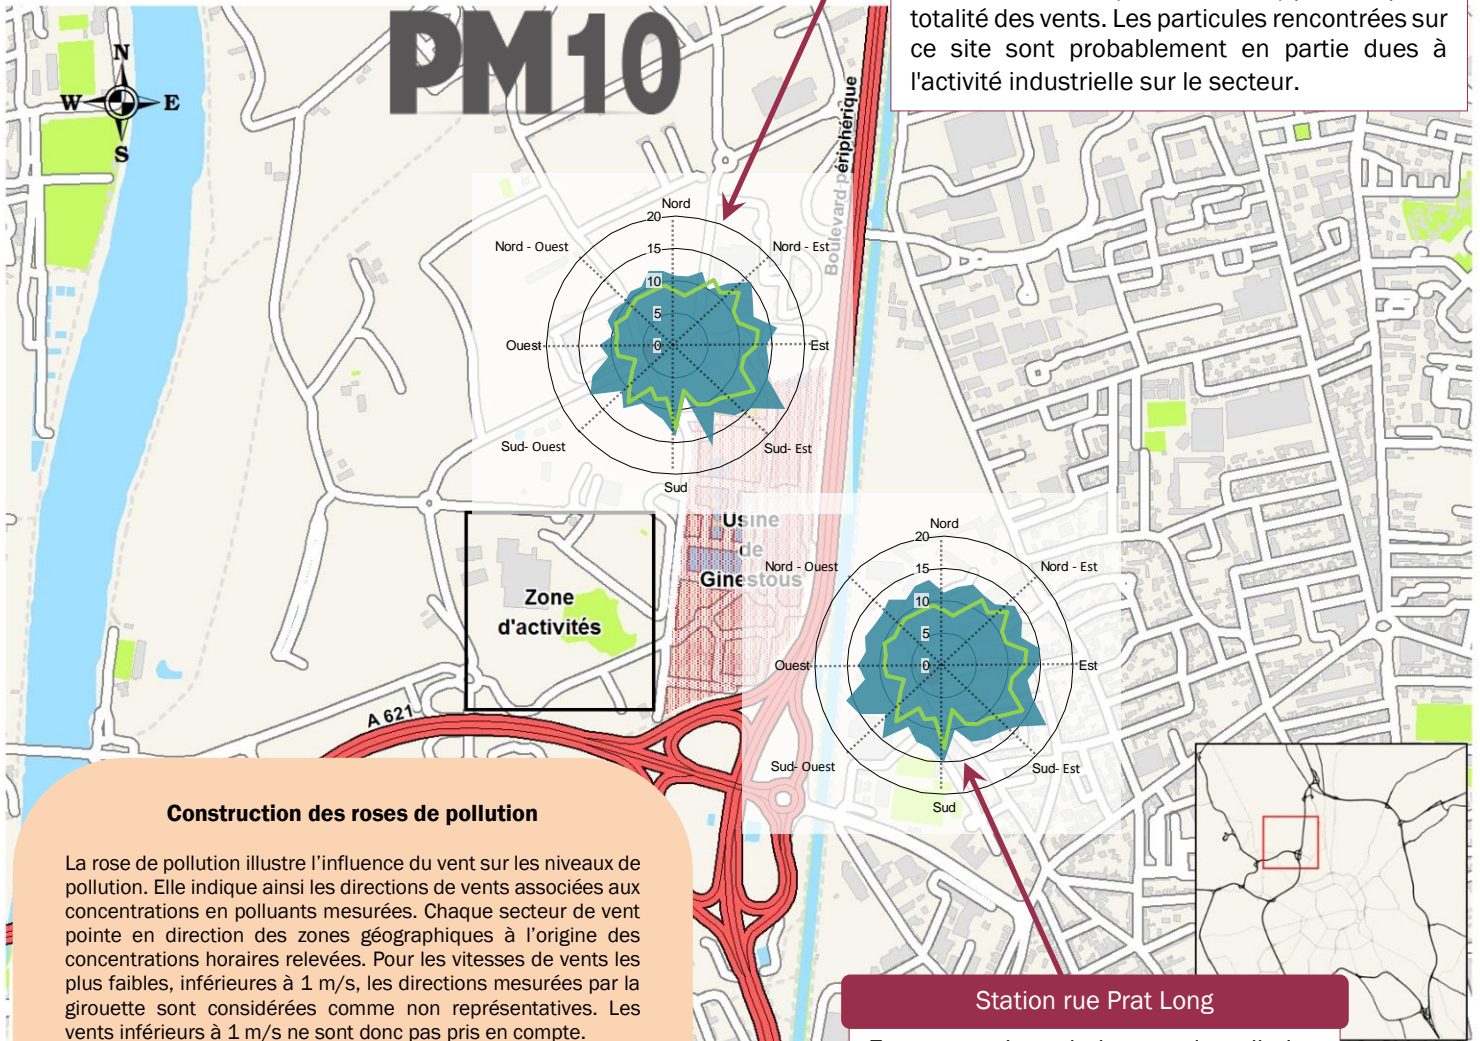 PM10
totalité des vents. Les particules rencontrées sur
ce site sont probablement en partie dues à
l'activité industrielle sur le secteur.
N
W
E
S
Boulevard périphérique
Nord
20
15
10
5
0
Nord - Ouest
Nord - Est
Ouest
Est
Sud- Ouest
Sud- Est
Sud
Usine
de
Ginestous
Zone
d'activités
A 621
Nord
20
15
10
5
0
Nord - Ouest
Nord - Est
Ouest
Est
Sud- Ouest
Sud- Est
Sud
Construction des roses de pollution
La rose de pollution illustre l’influence du vent sur les niveaux de
pollution. Elle indique ainsi les directions de vents associées aux
concentrations en polluants mesurées. Chaque secteur de vent
pointe en direction des zones géographiques à l’origine des
concentrations horaires relevées. Pour les vitesses de vents les
plus faibles, inférieures à 1 m/s, les directions mesurées par la
girouette sont considérées comme non représentatives. Les
vents inférieurs à 1 m/s ne sont donc pas pris en compte.
Station rue Prat Long